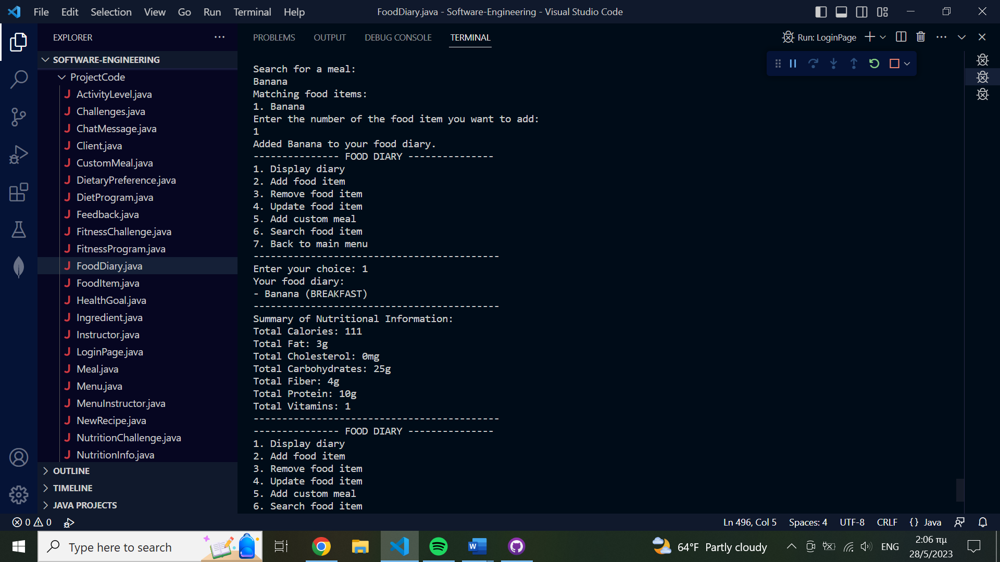 File Edit Selection View Go Run Terminal Help
FoodDiary.java - Software-Engineering - Visual Studio Code
EXPLORER
SOFTWARE-ENGINEERING
ProjectCode
J ActivityLevel.java
J Challenges.java
J ChatMessage.java
J Client.java
J CustomMeal.java
J DietaryPreference.java
J DietProgram.java
J Feedback.java
J FitnessChallenge.java
J FitnessProgram.java
J FoodDiary.java
J FoodItem.java
J HealthGoal.java
J Ingredient.java
J Instructor.java
J LoginPage.java
J Meal.java
J Menu.java
J MenuInstructor.java
J NewRecipe.java
J NutritionChallenge.java
J NutritionInfo.java
OUTLINE
TIMELINE
JAVA PROJECTS
PROBLEMS OUTPUT DEBUG CONSOLE TERMINAL
Run: LoginPage
Search for a meal:
Banana
Matching food items:
1. Banana
Enter the number of the food item you want to add:
1
Added Banana to your food diary.
--------------- FOOD DIARY ---------------
1. Display diary
2. Add food item
3. Remove food item
4. Update food item
5. Add custom meal
6. Search food item
7. Back to main menu
-------------------------------------------
Enter your choice: 1
Your food diary:
- Banana (BREAKFAST)
-------------------------------------------
Summary of Nutritional Information:
Total Calories: 111
Total Fat: 3g
Total Cholesterol: 0mg
Total Carbohydrates: 25g
Total Fiber: 4g
Total Protein: 10g
Total Vitamins: 1
-------------------------------------------
--------------- FOOD DIARY ---------------
1. Display diary
2. Add food item
3. Remove food item
4. Update food item
5. Add custom meal
6. Search food item
0 0
Ln 496, Col 5 Spaces: 4 UTF-8 CRLF {} Java
Type here to search
W
64°F Partly cloudy
ENG
2:06 πμ
28/5/2023